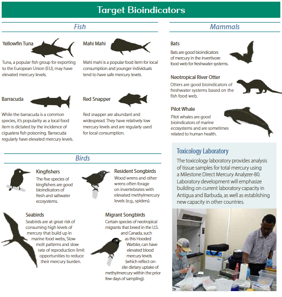 Target Bioindicators
Fish
Yellowfin Tuna
Tuna, a popular fish group for exporting
to the European Union (EU), may have
elevated mercury levels.
Mahi Mahi
Mahi mahi is a popular food item for local
consumption and younger individuals
tend to have safe mercury levels.
Barracuda
While the barracuda is a common
species, it's popularity as a local food
item is dictated by the incidence of
ciguatera fish poisoning. Barracuda
regularly have elevated mercury levels.
Red Snapper
Red snapper are abundant and
widespread. They have relatively low
mercury levels and are regularly used
for local consumption.
Mammals
Bats
Bats are good bioindicators
of mercury in the invertivore
food web for freshwater systems.
Neotropical River Otter
Otters are good bioindicators of
freshwater systems based on the
fish food web.
Pilot Whale
Pilot whales are good
bioindicators of marine
ecosystems and are sometimes
related to human health.
Birds
Kingfishers
The five species of
kingfishers are good
bioindicators of
fresh and saltwater
ecosystems.
Resident Songbirds
Wood wrens and other
wrens often forage
on invertebrates with
elevated methylmercury
levels (e.g., spiders).
Seabirds
Seabirds are at great risk of
consuming high levels of
mercury that build up in
marine food webs. Slow
molt patterns and slow
rate of reproduction limit
opportunities to reduce
their mercury burden.
Migrant Songbirds
Certain species of neotropical
migrants that breed in the U.S.
and Canada, such
as this Hooded
Warbler, can have
elevated blood
mercury levels
(which reflect on-
site dietary uptake of
methylmercury within the prior
few days of sampling).
Toxicology Laboratory
The toxicology laboratory provides analysis
of tissue samples for total mercury using
a Milestone Direct Mercury Analyzer-80.
Laboratory development will emphasize
building on current laboratory capacity in
Antigua and Barbuda, as well as establishing
new capacity in other countries.